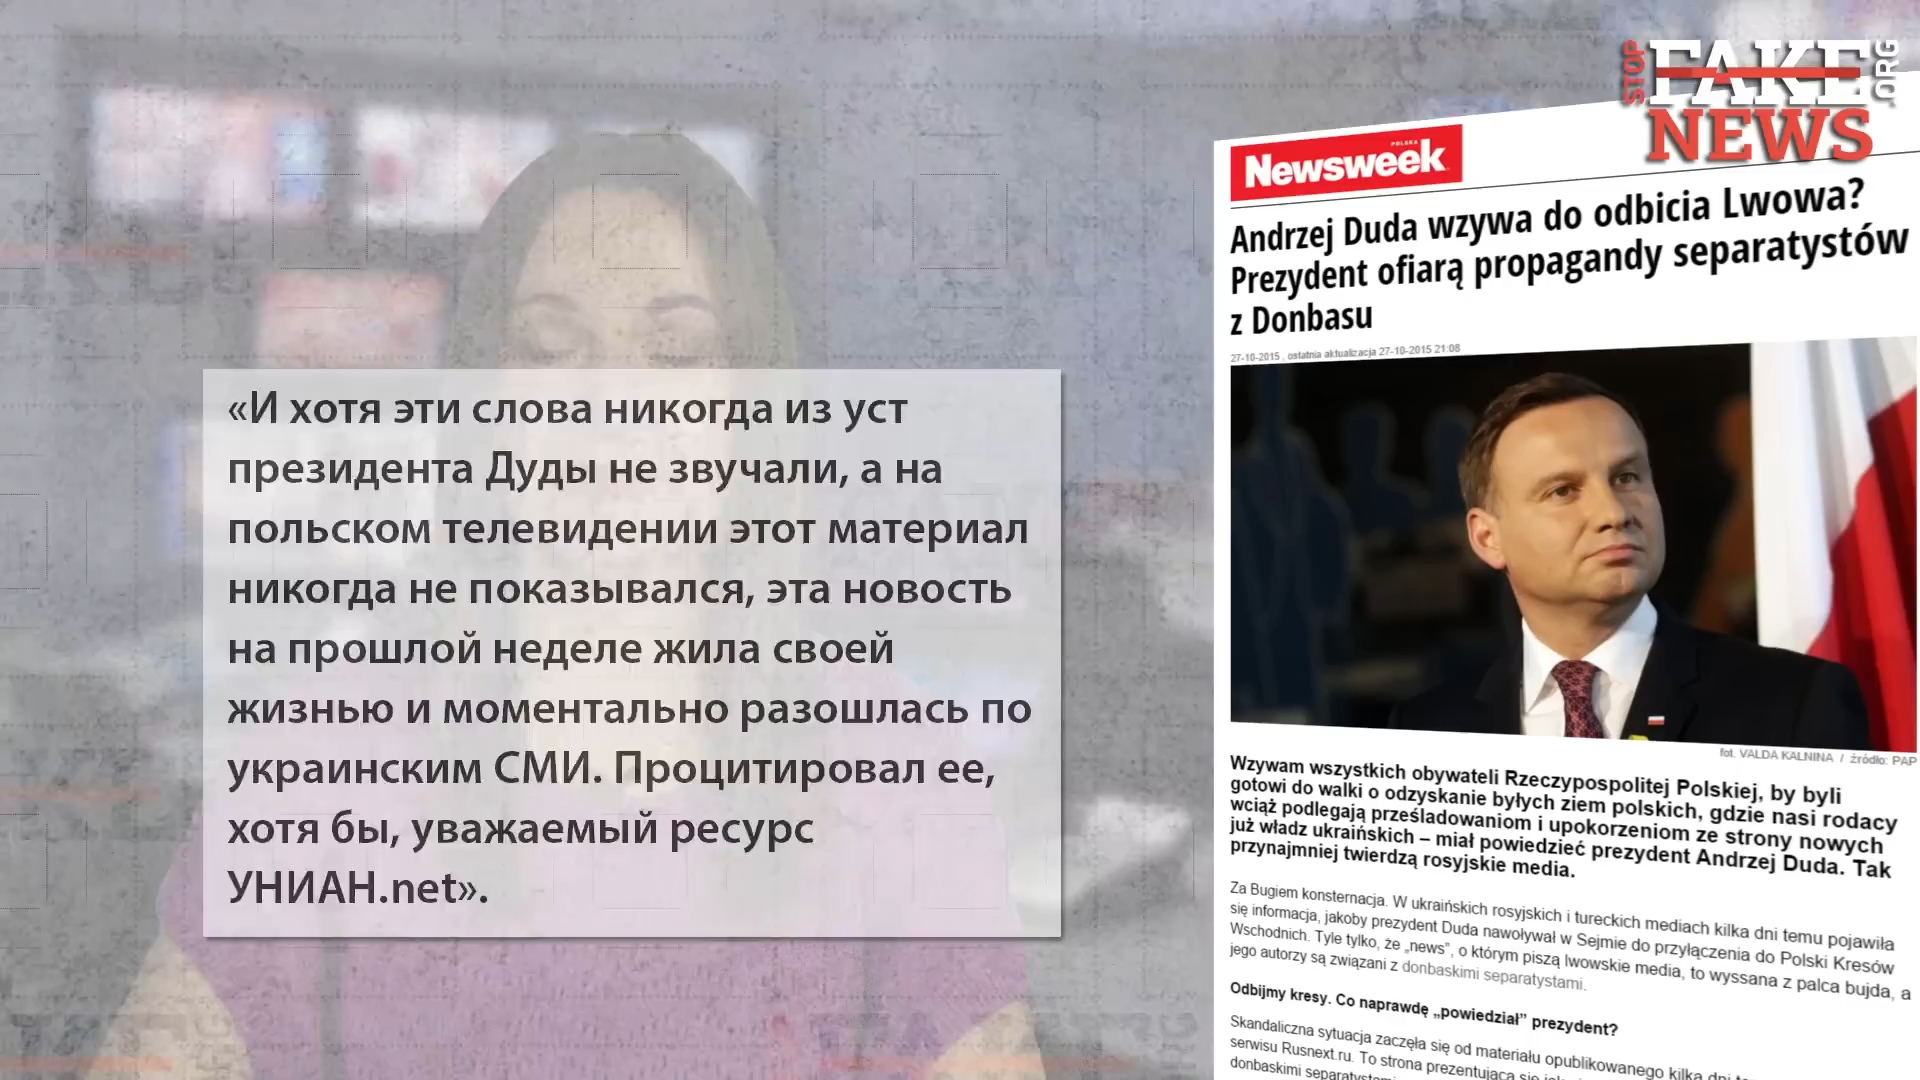 «И хотя эти слова никогда из уст
президента Дуды не звучали, а на
польском телевидении этот материал
никогда не показывался, эта новость
на прошлой неделе жила своей
жизнью и моментально разошлась по
украинским СМИ. Процитировал ее,
хотя бы, уважаемый ресурс
УНИАН.net».
STOP
FAKE
.ORG
NEWS
POLSKA
Newsweek
Andrzej Duda wzywa do odbicia Lwowa?
Prezydent ofiarą propagandy separatystów
z Donbasu
27-10-2015 , ostatnia aktualizacja 27-10-2015 21:08
fot. VALDA KALNINA / źródło: PAP
Wzywam wszystkich obywateli Rzeczypospolitej Polskiej, by byli
gotowi do walki o odzyskanie byłych ziem polskich, gdzie nasi rodacy
wciąż podlegają prześladowaniom i upokorzeniom ze strony nowych
już władz ukraińskich – miał powiedzieć prezydent Andrzej Duda. Tak
przynajmniej twierdzą rosyjskie media.
Za Bugiem konsternacja. W ukraińskich rosyjskich i tureckich mediach kilka dni temu pojawiła
się informacja, jakoby prezydent Duda nawoływał w Sejmie do przyłączenia do Polski Kresów
Wschodnich. Tyle tylko, że „news”, o którym piszą lwowskie media, to wyssana z palca bujda, a
jego autorzy są związani z donbaskimi separatystami.
Odbijmy kresy. Co naprawdę „powiedział” prezydent?
Skandaliczna sytuacja zaczęła się od materiału opublikowanego kilka dni
serwisu Rusnext.ru. To strona prezentująca się
donbaskimi